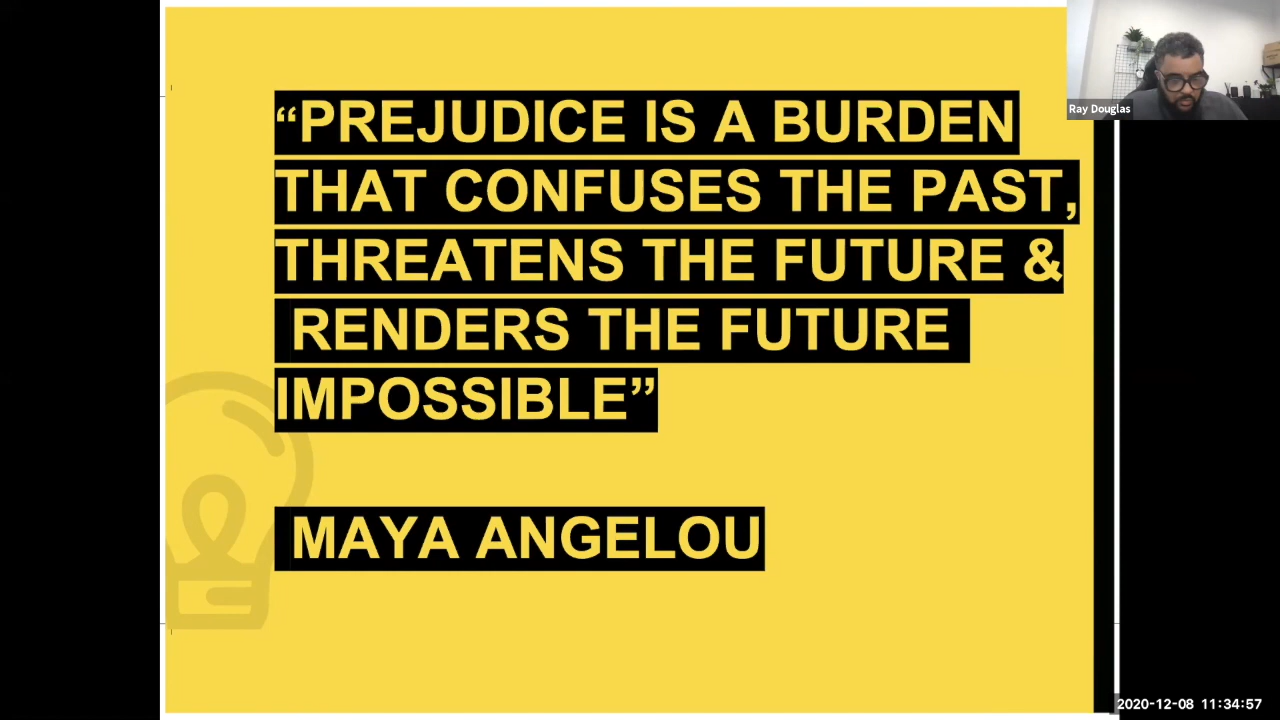 “PREJUDICE IS A BURDEN
THAT CONFUSES THE PAST,
THREATENS THE FUTURE &
RENDERS THE FUTURE
IMPOSSIBLE”
MAYA ANGELOU
Ray Douglas
2020-12-08 11:34:57